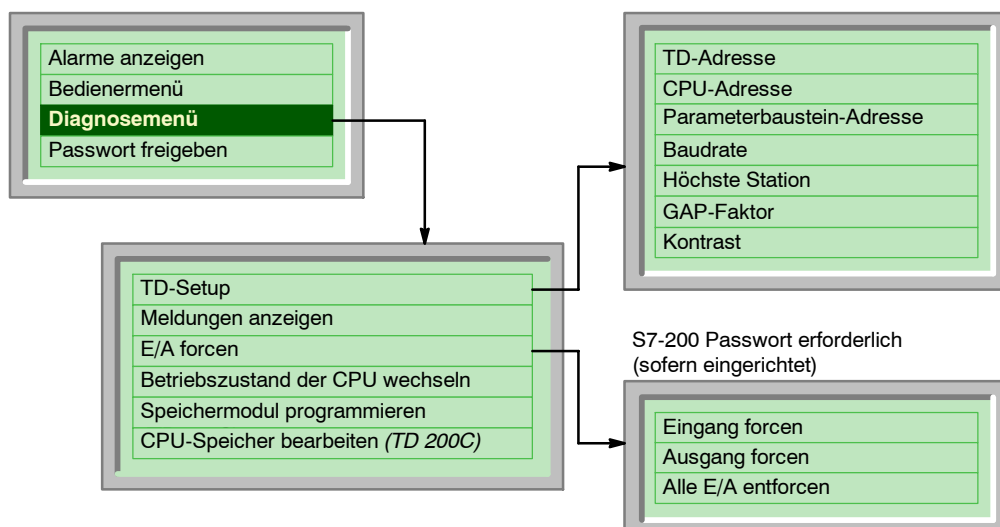 Alarme anzeigen
Bedienermenü
Diagnosemenü
Passwort freigeben
TD-Setup
Meldungen anzeigen
E/A forcen
Betriebszustand der CPU wechseln
Speichermodul programmieren
CPU-Speicher bearbeiten (TD 200C)
TD-Adresse
CPU-Adresse
Parameterbaustein-Adresse
Baudrate
Höchste Station
GAP-Faktor
Kontrast
S7-200 Passwort erforderlich
(sofern eingerichtet)
Eingang forcen
Ausgang forcen
Alle E/A entforcen